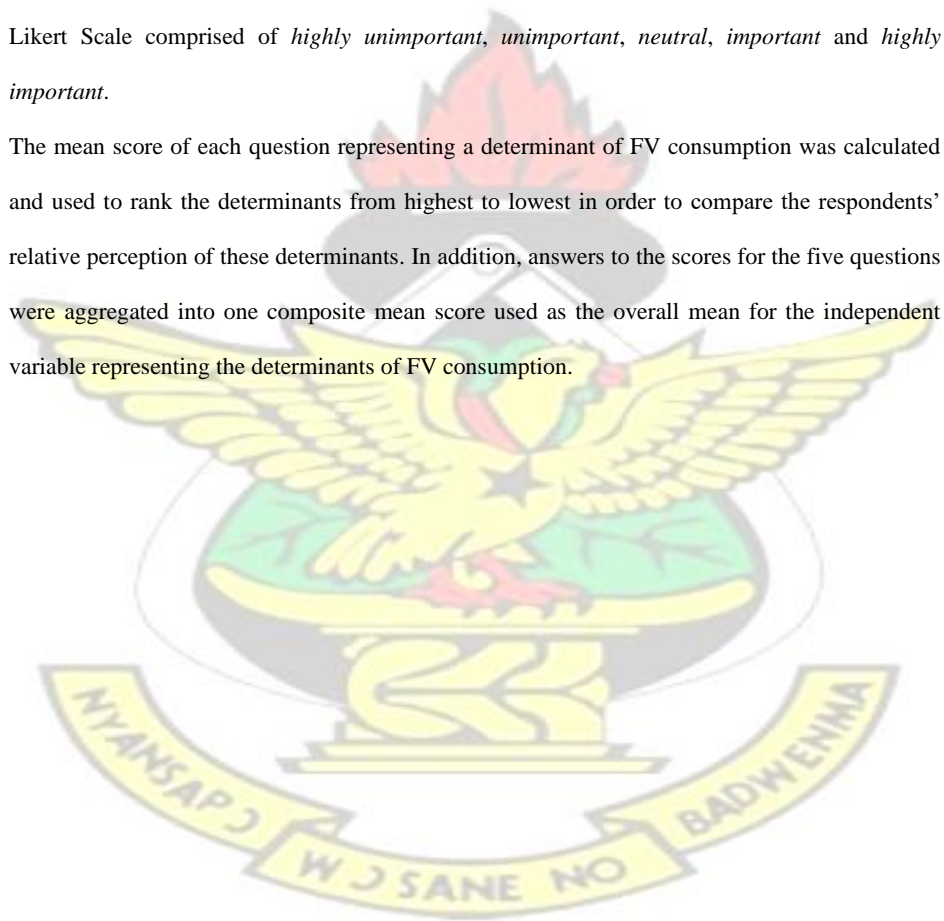 Likert Scale comprised of highly unimportant, unimportant, neutral, important and highly
important.
The mean score of each question representing a determinant of FV consumption was calculated
and used to rank the determinants from highest to lowest in order to compare the respondents’
relative perception of these determinants. In addition, answers to the scores for the five questions
were aggregated into one composite mean score used as the overall mean for the independent
variable representing the determinants of FV consumption.
NYANSAPƆ
WƆSANE NO
BADWENMA